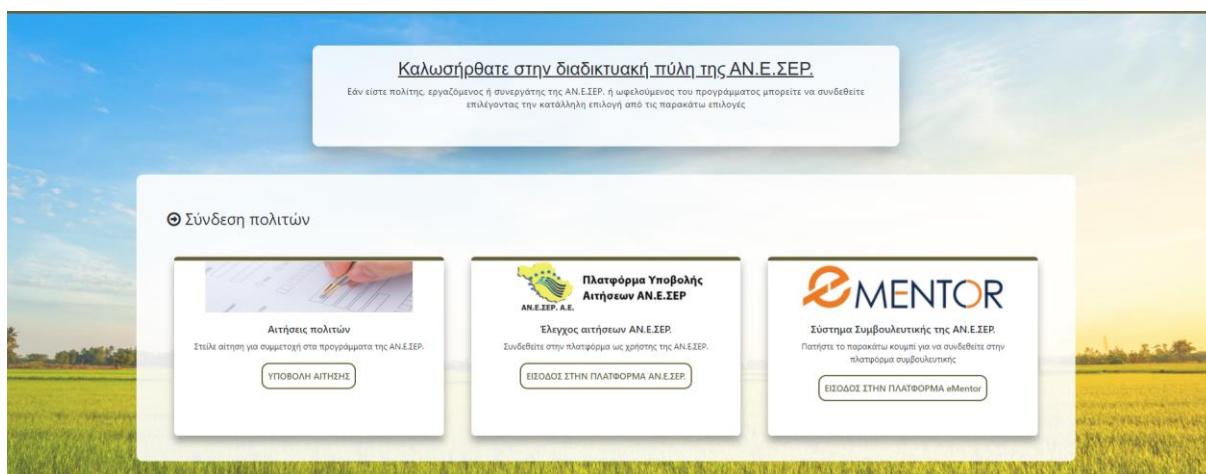 Καλωσήρθατε στην διαδικτυακή πύλη της ΑΝ.Ε.ΣΕΡ.
Εάν είστε πολίτης, εργαζόμενος ή συνεργάτης της ΑΝ.Ε.ΣΕΡ. ή ωφελούμενος του προγράμματος μπορείτε να συνδεθείτε
επιλέγοντας την κατάλληλη επιλογή από τις παρακάτω επιλογές
Σύνδεση πολιτών
Αιτήσεις πολιτών
Στείλε αίτηση για συμμετοχή στα προγράμματα της ΑΝ.Ε.ΣΕΡ.
ΥΠΟΒΟΛΗ ΑΙΤΗΣΗΣ
ΑΝ.Ε.ΣΕΡ. Α.Ε.
Πλατφόρμα Υποβολής
Αιτήσεων ΑΝ.Ε.ΣΕΡ
Έλεγχος αιτήσεων ΑΝ.Ε.ΣΕΡ.
Συνδεθείτε στην πλατφόρμα ως χρήστης της ΑΝ.Ε.ΣΕΡ.
ΕΙΣΟΔΟΣ ΣΤΗΝ ΠΛΑΤΦΟΡΜΑ ΑΝ.Ε.ΣΕΡ.
eMENTOR
Σύστημα Συμβουλευτικής της ΑΝ.Ε.ΣΕΡ.
Πατήστε το παρακάτω κουμπί για να συνδεθείτε στην
πλατφόρμα συμβουλευτικής
ΕΙΣΟΔΟΣ ΣΤΗΝ ΠΛΑΤΦΟΡΜΑ eMentor